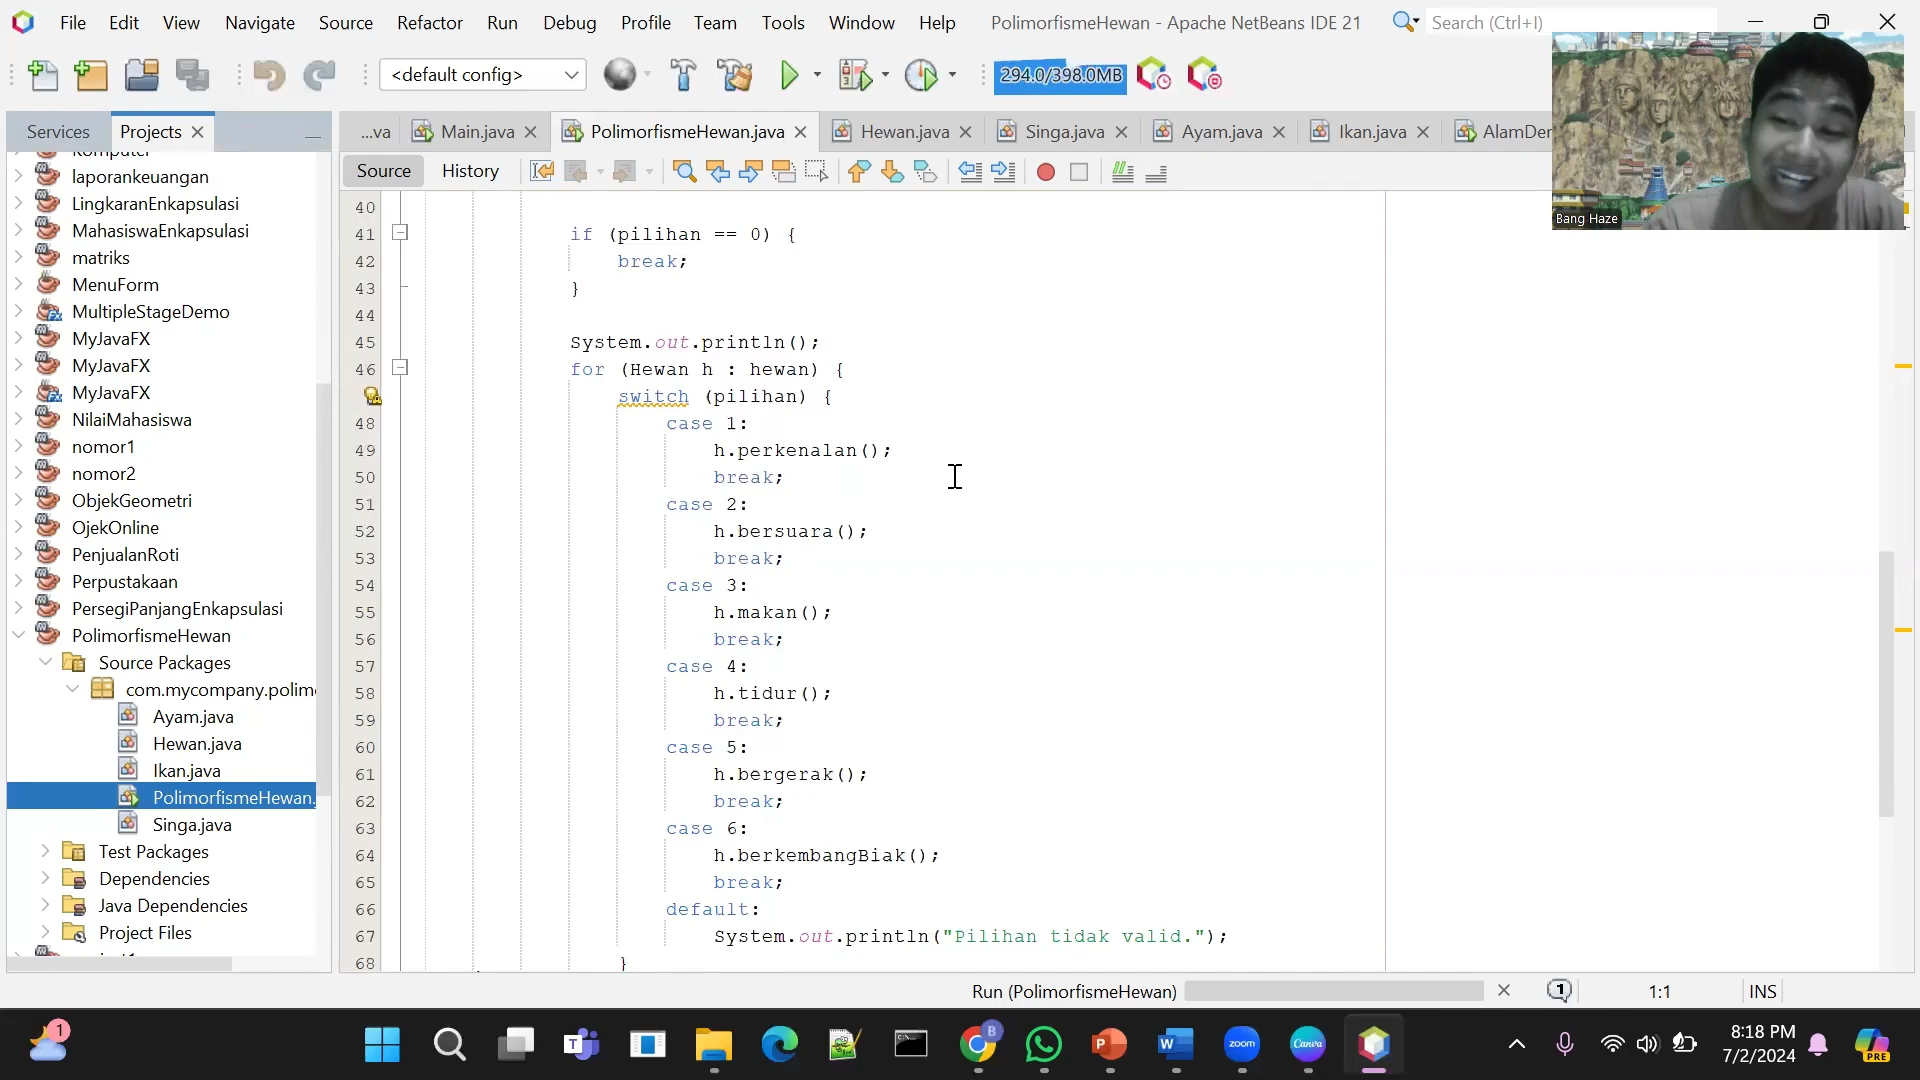 File Edit View Navigate Source Refactor Run Debug Profile Team Tools Window Help PolimorfismeHewan - Apache NetBeans IDE 21 Search (Ctrl+I)
<default config> 294.0/398.0MB
Services Projects
...va Main.java PolimorfismeHewan.java Hewan.java Singa.java Ayam.java Ikan.java AlamDer
Source History
Bang Haze
laporankeuangan
LingkaranEnkapsulasi
MahasiswaEnkapsulasi
matriks
MenuForm
MultipleStageDemo
MyJavaFX
MyJavaFX
MyJavaFX
NilaiMahasiswa
nomor1
nomor2
ObjekGeometri
OjekOnline
PenjualanRoti
Perpustakaan
PersegiPanjangEnkapsulasi
PolimorfismeHewan
Source Packages
com.mycompany.polim
Ayam.java
Hewan.java
Ikan.java
PolimorfismeHewan.
Singa.java
Test Packages
Dependencies
Java Dependencies
Project Files
40
41 if (pilihan == 0) {
42 break;
43 }
44
45 System.out.println();
46 for (Hewan h : hewan) {
switch (pilihan) {
48 case 1:
49 h.perkenalan();
50 break;
51 case 2:
52 h.bersuara();
53 break;
54 case 3:
55 h.makan();
56 break;
57 case 4:
58 h.tidur();
59 break;
60 case 5:
61 h.bergerak();
62 break;
63 case 6:
64 h.berkembangBiak();
65 break;
66 default:
67 System.out.println("Pilihan tidak valid.");
68 }
Run (PolimorfismeHewan) 1 1:1 INS
1 8:18 PM
7/2/2024